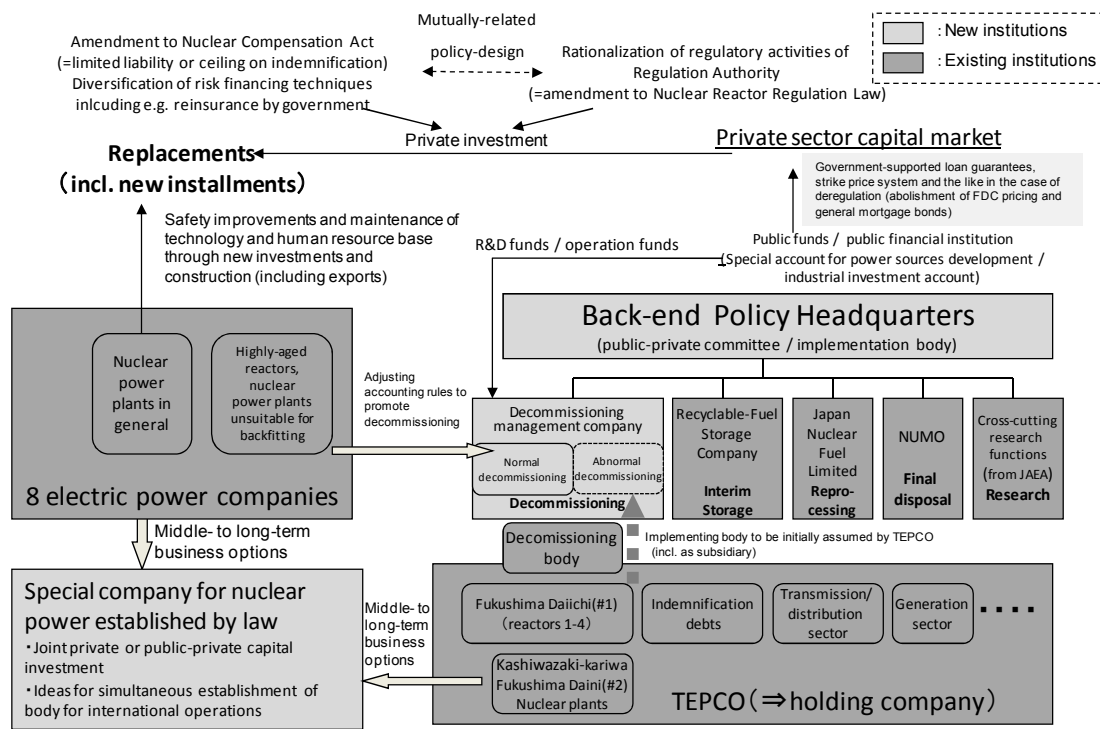 Mutually-related
policy-design
Amendment to Nuclear Compensation Act
(=limited liability or ceiling on indemnification)
Diversification of risk financing techniques
inlcuding e.g. reinsurance by government
Rationalization of regulatory activities of
Regulation Authority
(=amendment to Nuclear Reactor Regulation Law)
: New institutions
: Existing institutions
Private investment
Private sector capital market
Replacements
(incl. new installments)
Government-supported loan guarantees,
strike price system and the like in the case of
deregulation (abolishment of FDC pricing and
general mortgage bonds)
Safety improvements and maintenance of
technology and human resource base
through new investments and
construction (including exports)
R&D funds / operation funds
Public funds / public financial institution
(Special account for power sources development /
industrial investment account)
Back-end Policy Headquarters
(public-private committee / implementation body)
Nuclear
power
plants in
general
Highly-aged
reactors,
nuclear
power plants
unsuitable for
backfitting
8 electric power companies
Adjusting
accounting rules to
promote
decommissioning
Decommissioning
management company
Normal
decommissioning
Abnormal
decommissioning
Decommissioning
Recyclable-Fuel
Storage
Company
Interim
Storage
Japan
Nuclear
Fuel
Limited
Repro-
cessing
NUMO
Final
disposal
Cross-cutting
research
functions
(from JAEA)
Research
Middle- to long-term
business options
Decomissioning
body
Implementing body to be initially assumed by TEPCO
(incl. as subsidiary)
Special company for nuclear
power established by law
・Joint private or public-private capital
investment
・Ideas for simultaneous establishment of
body for international operations
Middle- to
long-term
business
options
Fukushima Daiichi(#1)
(reactors 1-4)
Indemnification
debts
Transmission/
distribution
sector
Generation
sector
Kashiwazaki-kariwa
Fukushima Daini(#2)
Nuclear plants
TEPCO(⇒holding company)